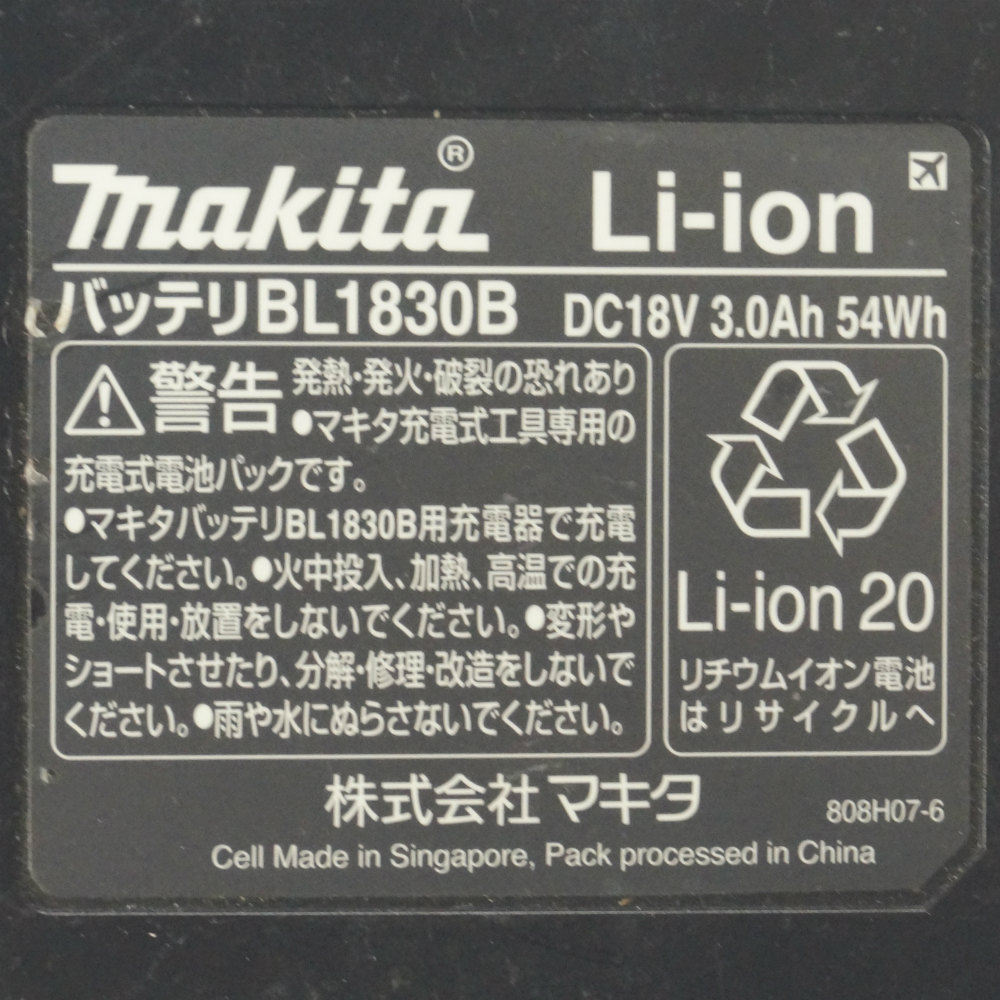 makita® Li-ion
バッテリBL1830B DC18V 3.0Ah 54Wh
警告 発熱・発火・破裂の恐れあり
●マキタ充電式工具専用の
充電式電池パックです。
●マキタバッテリBL1830B用充電器で充電
してください。●火中投入、加熱、高温での充
電・使用・放置をしないでください。●変形や
ショートさせたり、分解・修理・改造をしないで
ください。●雨や水にぬらさないでください。
Li-ion 20
リチウムイオン電池
はリサイクルへ
株式会社マキタ
808H07-6
Cell Made in Singapore, Pack processed in China